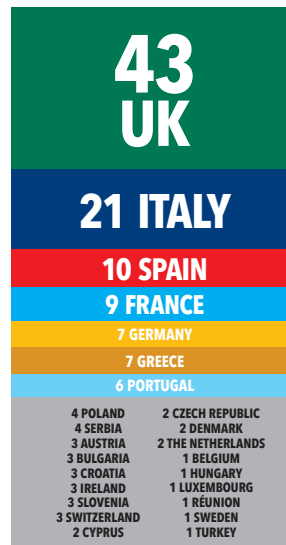 43
UK
21 ITALY
10 SPAIN
9 FRANCE
7 GERMANY
7 GREECE
6 PORTUGAL
4 POLAND
4 SERBIA
3 AUSTRIA
3 BULGARIA
3 CROATIA
3 IRELAND
3 SLOVENIA
3 SWITZERLAND
2 CYPRUS
2 CZECH REPUBLIC
2 DENMARK
2 THE NETHERLANDS
1 BELGIUM
1 HUNGARY
1 LUXEMBOURG
1 RÉUNION
1 SWEDEN
1 TURKEY